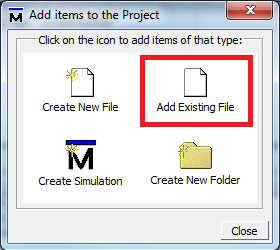 Add items to the Project
Click on the icon to add items of that type:
Create New File
Add Existing File
Create Simulation
Create New Folder
Close